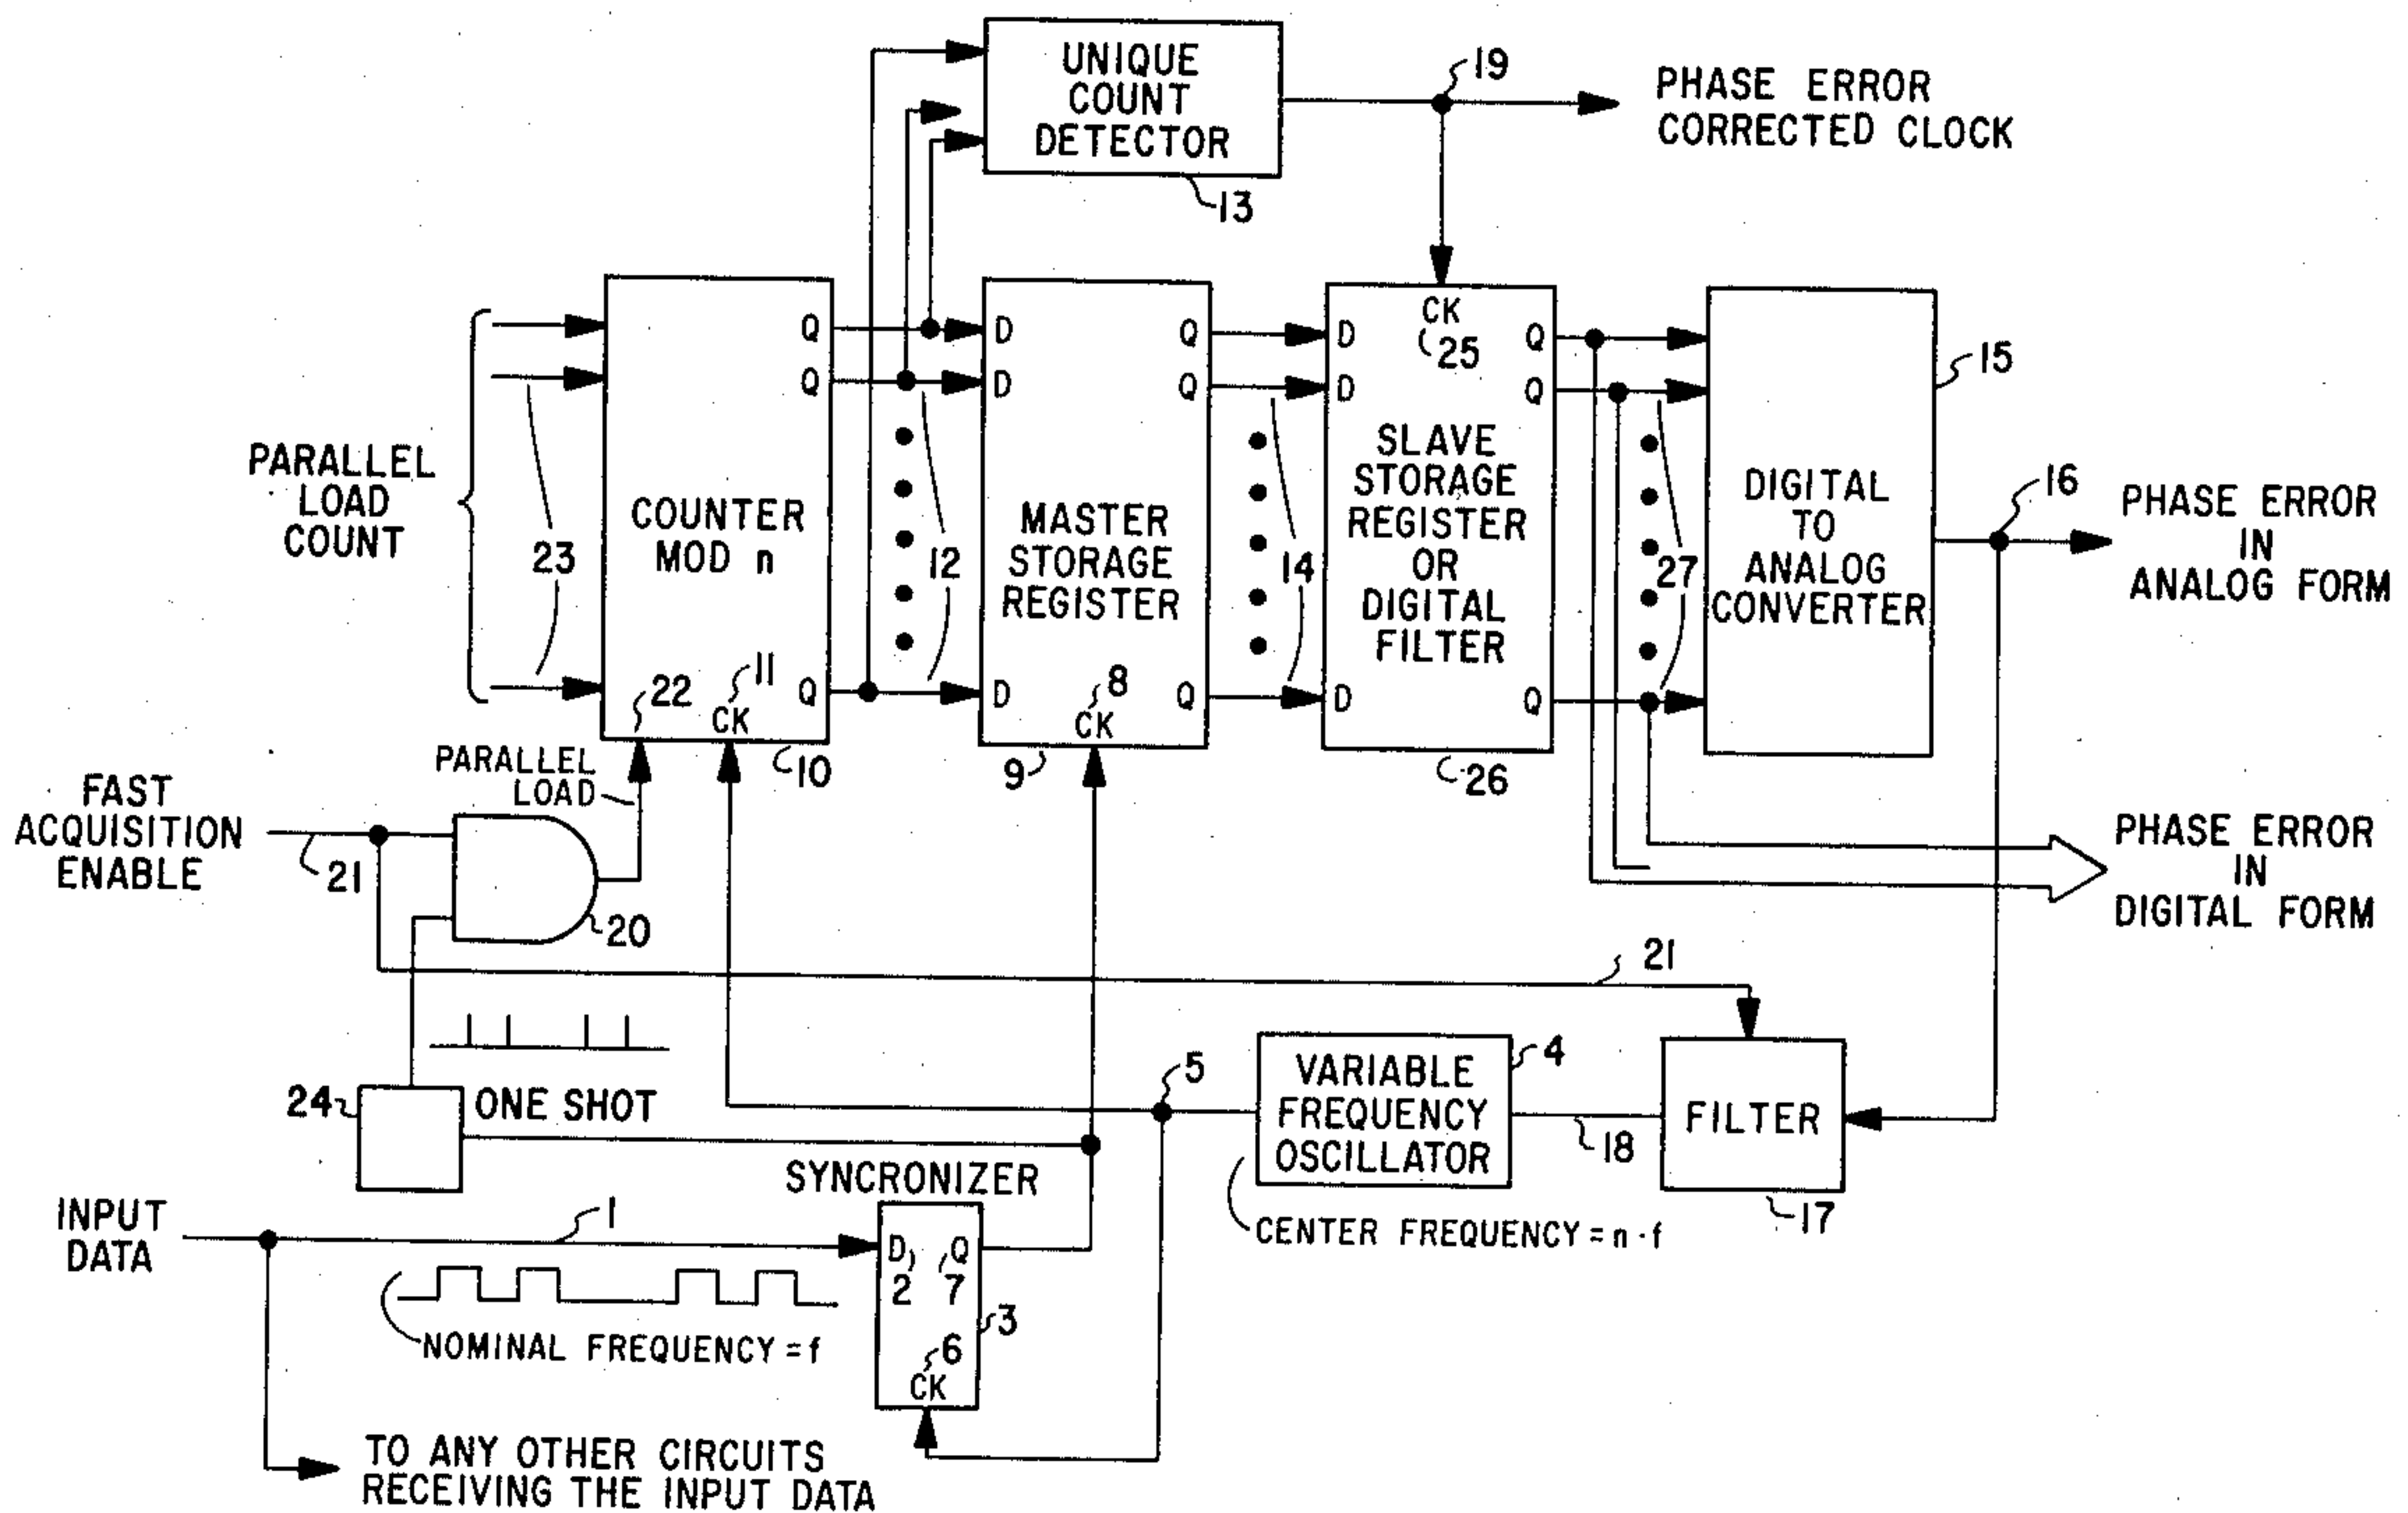 UNIQUE
COUNT
DETECTOR
13
19
PHASE ERROR
CORRECTED CLOCK
PARALLEL
LOAD
COUNT
23
COUNTER
MOD n
Q
Q
Q
22
11
CK
10
12
D
D
D
MASTER
STORAGE
REGISTER
Q
Q
Q
8
CK
9
14
D
D
D
CK
25
SLAVE
STORAGE
REGISTER
OR
DIGITAL
FILTER
Q
Q
Q
26
27
DIGITAL
TO
ANALOG
CONVERTER
15
16
PHASE ERROR
IN
ANALOG FORM
PARALLEL
LOAD
FAST
ACQUISITION
ENABLE
21
20
PHASE ERROR
IN
DIGITAL FORM
21
24
ONE SHOT
5
VARIABLE
FREQUENCY
OSCILLATOR
4
18
FILTER
17
CENTER FREQUENCY = n · f
SYNCRONIZER
INPUT
DATA
1
D
Q
2
7
3
6
CK
NOMINAL FREQUENCY = f
TO ANY OTHER CIRCUITS
RECEIVING THE INPUT DATA